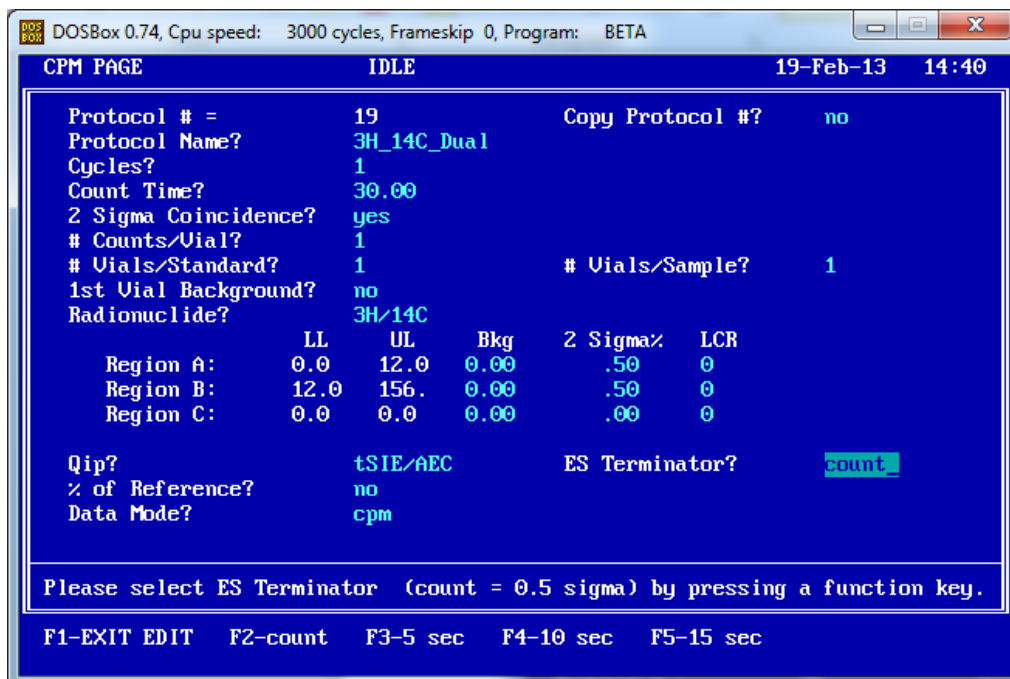 DOSBox 0.74, Cpu speed: 3000 cycles, Frameskip 0, Program: BETA
CPM PAGE IDLE 19-Feb-13 14:40
Protocol # = 19 Copy Protocol #? no
Protocol Name? 3H_14C_Dual
Cycles? 1
Count Time? 30.00
2 Sigma Coincidence? yes
# Counts/Vial? 1
# Vials/Standard? 1 # Vials/Sample? 1
1st Vial Background? no
Radionuclide? 3H/14C
LL UL Bkg 2 Sigma% LCR
Region A: 0.0 12.0 0.00 .50 0
Region B: 12.0 156. 0.00 .50 0
Region C: 0.0 0.0 0.00 .00 0
Qip? tSIE/AEC ES Terminator? count_
% of Reference? no
Data Mode? cpm
Please select ES Terminator (count = 0.5 sigma) by pressing a function key.
F1-EXIT EDIT F2-count F3-5 sec F4-10 sec F5-15 sec